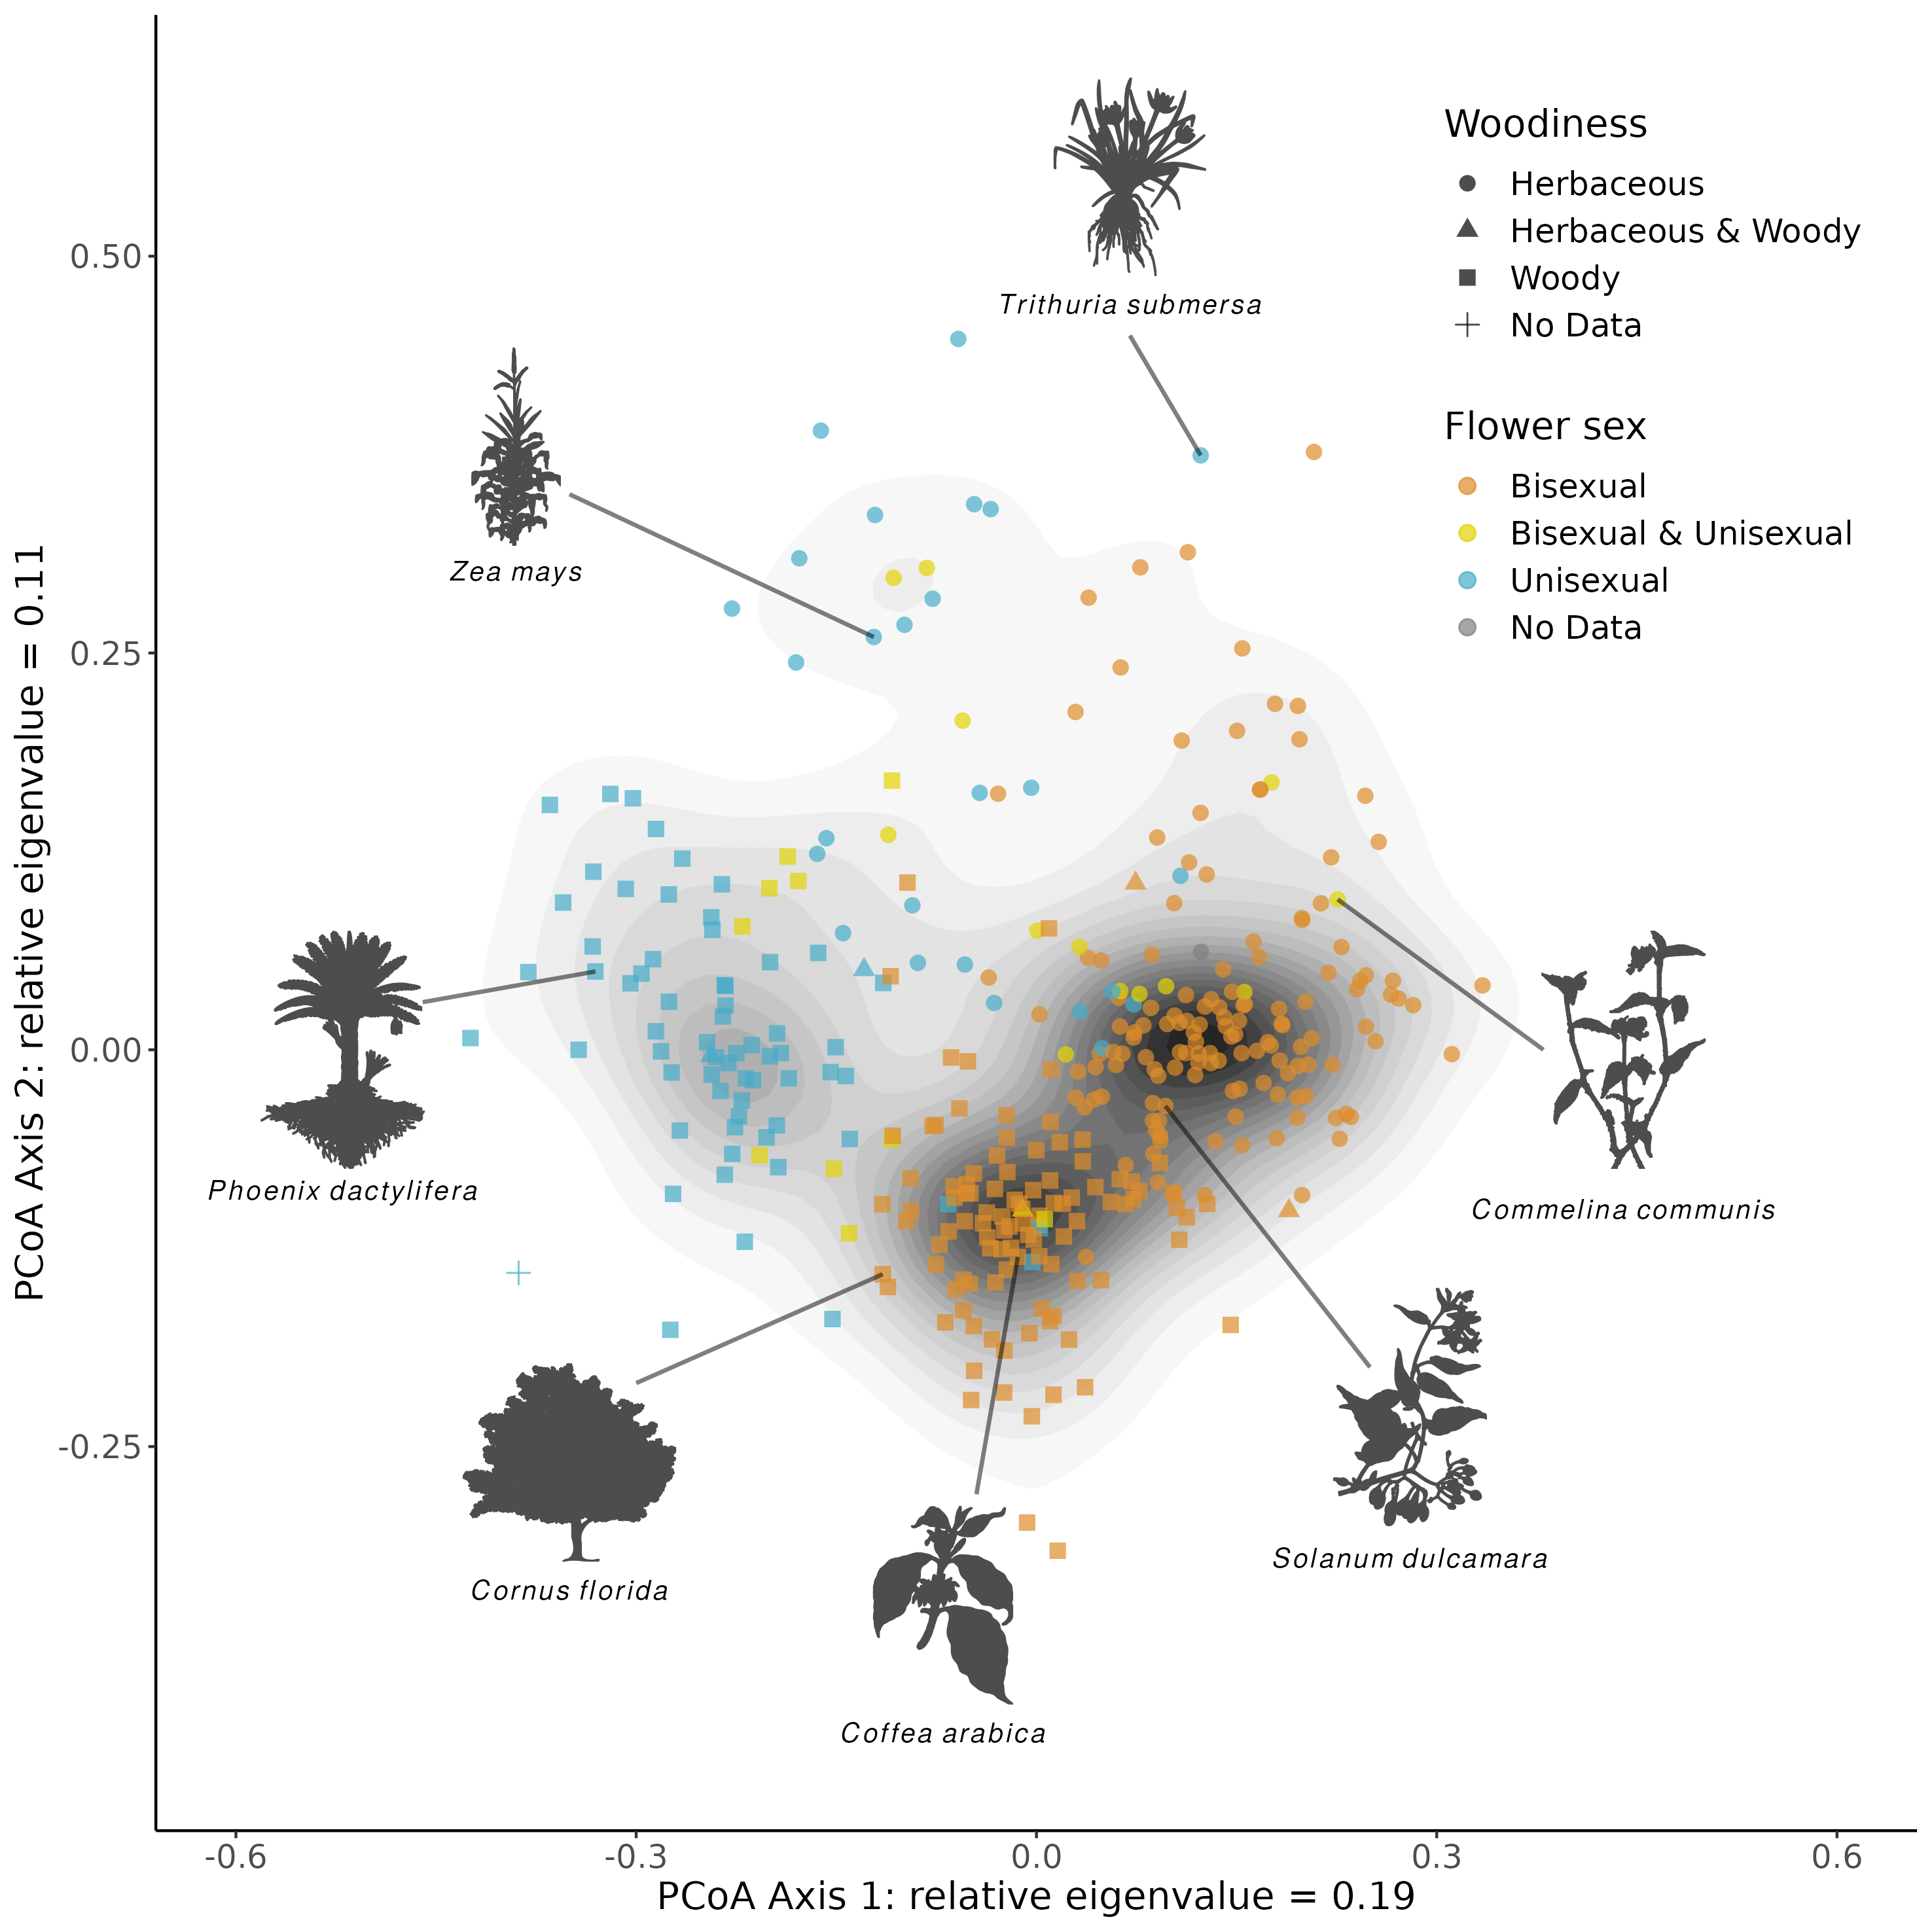 Woodiness
Herbaceous
Herbaceous & Woody
Woody
No Data
Flower sex
Bisexual
Bisexual & Unisexual
Unisexual
No Data
Trithuria submersa
Zea mays
Phoenix dactylifera
Commelina communis
Cornus florida
Solanum dulcamara
Coffea arabica
PCoA Axis 2: relative eigenvalue = 0.11
0.50
0.25
0.00
-0.25
-0.6
-0.3
0.0
0.3
0.6
PCoA Axis 1: relative eigenvalue = 0.19